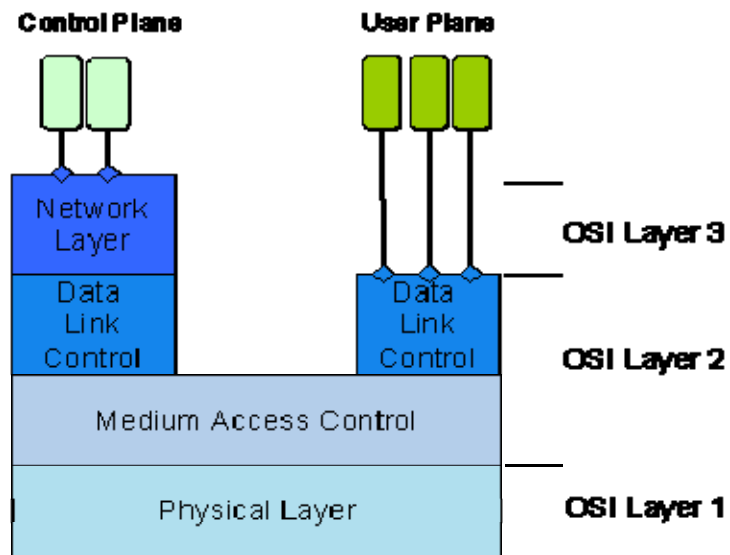 Control Plane
User Plane
Network
Layer
OSI Layer 3
Data
Link
Control
Data
Link
Control
OSI Layer 2
Medium Access Control
Physical Layer
OSI Layer 1